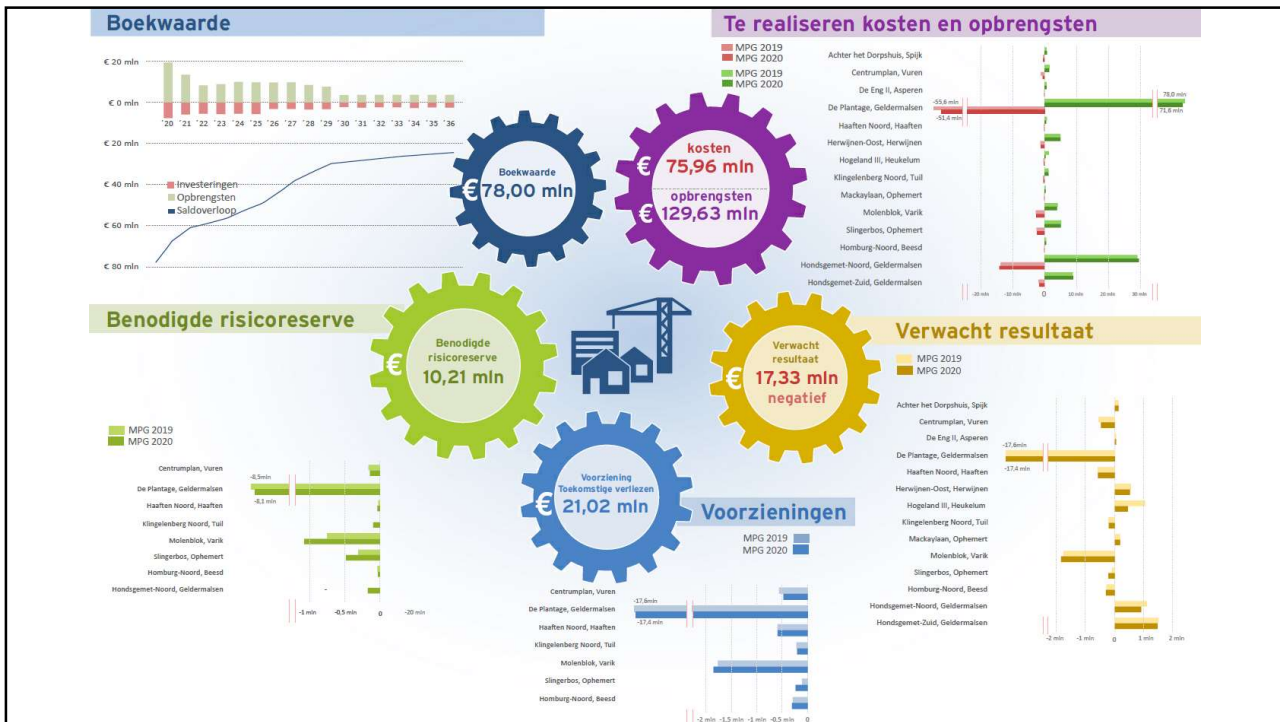 Boekwaarde
€ 20 mln
€ 0 mln
'20 '21 '22 '23 '24 '25 '26 '27 '28 '29 '30 '31 '32 '33 '34 '35 '36
€ 20 mln
€ 40 mln
€ 60 mln
€ 80 mln
Investeringen
Opbrengsten
Saldoverloop
Boekwaarde
€ 78,00 mln
Te realiseren kosten en opbrengsten
MPG 2019
MPG 2020
MPG 2019
MPG 2020
Achter het Dorpshuis, Spijk
Centrumplan, Vuren
De Eng II, Asperen
De Plantage, Geldermalsen
Haaften Noord, Haaften
Herwijnen-Oost, Herwijnen
Hogeland III, Heukelum
Klingelenberg Noord, Tuil
Mackaylaan, Ophemert
Molenblok, Varik
Slingerbos, Ophemert
Homburg-Noord, Beesd
Hondsgemet-Noord, Geldermalsen
Hondsgemet-Zuid, Geldermalsen
-55,6 mln
-51,4 mln
78,0 mln
71,6 mln
-20 mln -10 mln 0 10 mln 20 mln 30 mln
kosten
€ 75,96 mln
opbrengsten
€ 129,63 mln
Benodigde risicoreserve
MPG 2019
MPG 2020
Centrumplan, Vuren
De Plantage, Geldermalsen
Haaften Noord, Haaften
Klingelenberg Noord, Tuil
Molenblok, Varik
Slingerbos, Ophemert
Homburg-Noord, Beesd
Hondsgemet-Noord, Geldermalsen
-8,5mln
-8,1 mln
-
-1 mln -0,5 mln 0 -20 mln
Benodigde
risicoreserve
€ 10,21 mln
Verwacht
resultaat
€ 17,33 mln
negatief
Verwacht resultaat
MPG 2019
MPG 2020
Achter het Dorpshuis, Spijk
Centrumplan, Vuren
De Eng II, Asperen
De Plantage, Geldermalsen
Haaften Noord, Haaften
Herwijnen-Oost, Herwijnen
Hogeland III, Heukelum
Klingelenberg Noord, Tuil
Mackaylaan, Ophemert
Molenblok, Varik
Slingerbos, Ophemert
Homburg-Noord, Beesd
Hondsgemet-Noord, Geldermalsen
Hondsgemet-Zuid, Geldermalsen
-17,6mln
-17,4 mln
-2 mln -1 mln 0 1 mln 2 mln
Voorziening
Toekomstige verliezen
€ 21,02 mln
Voorzieningen
MPG 2019
MPG 2020
Centrumplan, Vuren
De Plantage, Geldermalsen
Haaften Noord, Haaften
Klingelenberg Noord, Tuil
Molenblok, Varik
Slingerbos, Ophemert
Homburg-Noord, Beesd
-17,6mln
-17,4 mln
-2 mln -1,5 mln -1 mln -0,5 mln 0